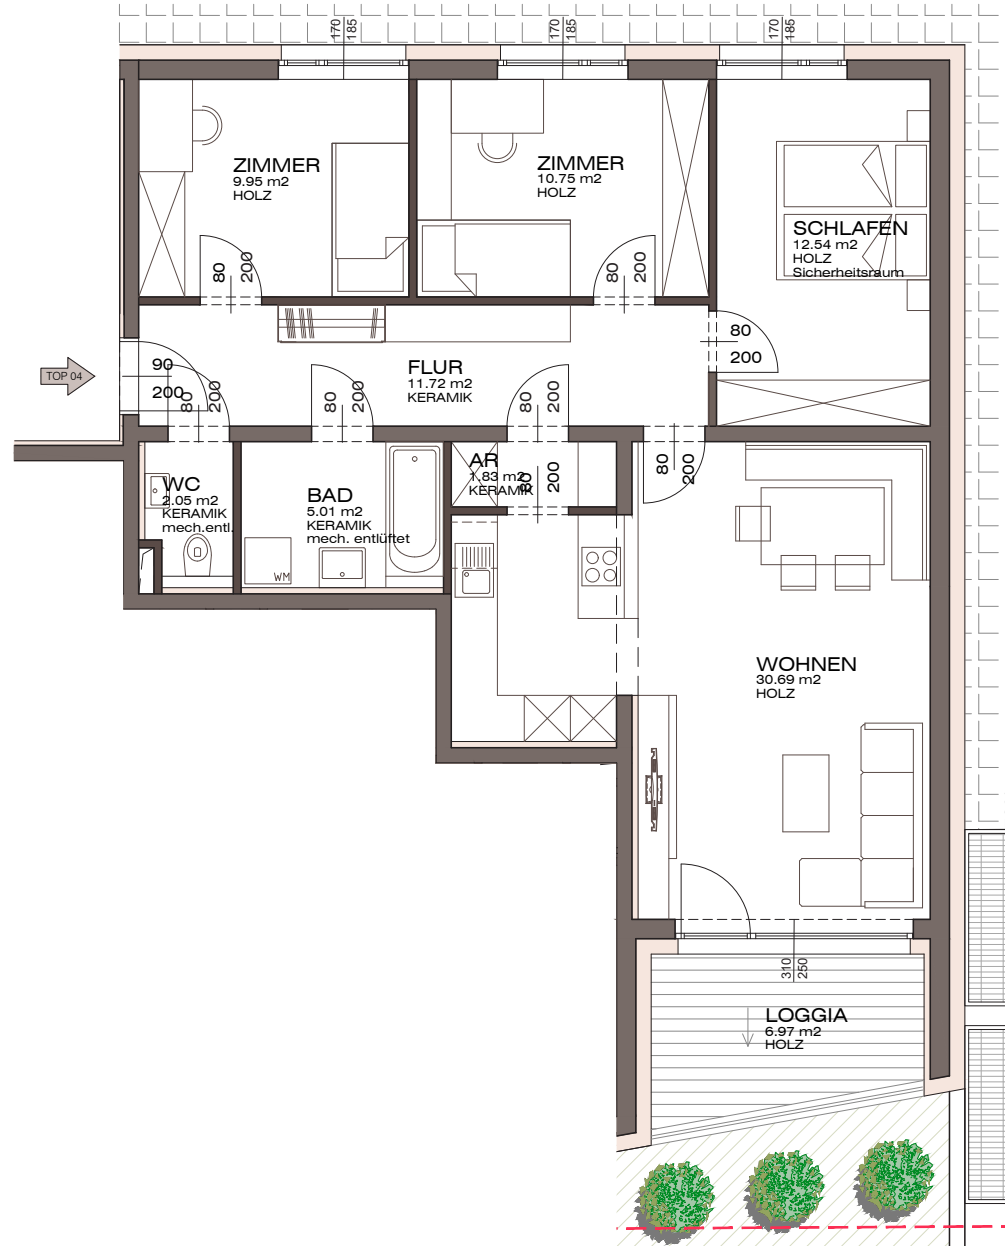 170
185
170
185
170
185
ZIMMER
9.95 m2
HOLZ
ZIMMER
10.75 m2
HOLZ
SCHLAFEN
12.54 m2
HOLZ
Sicherheitsraum
80
200
80
200
80
200
TOP 04
90
200
FLUR
11.72 m2
KERAMIK
80
200
80
200
80
200
80
200
WC
2.05 m2
KERAMIK
mech.entl.
BAD
5.01 m2
KERAMIK
mech. entlüftet
WM
AR
1.83 m2
KERAMIK
80
200
WOHNEN
30.69 m2
HOLZ
310
250
LOGGIA
6.97 m2
HOLZ